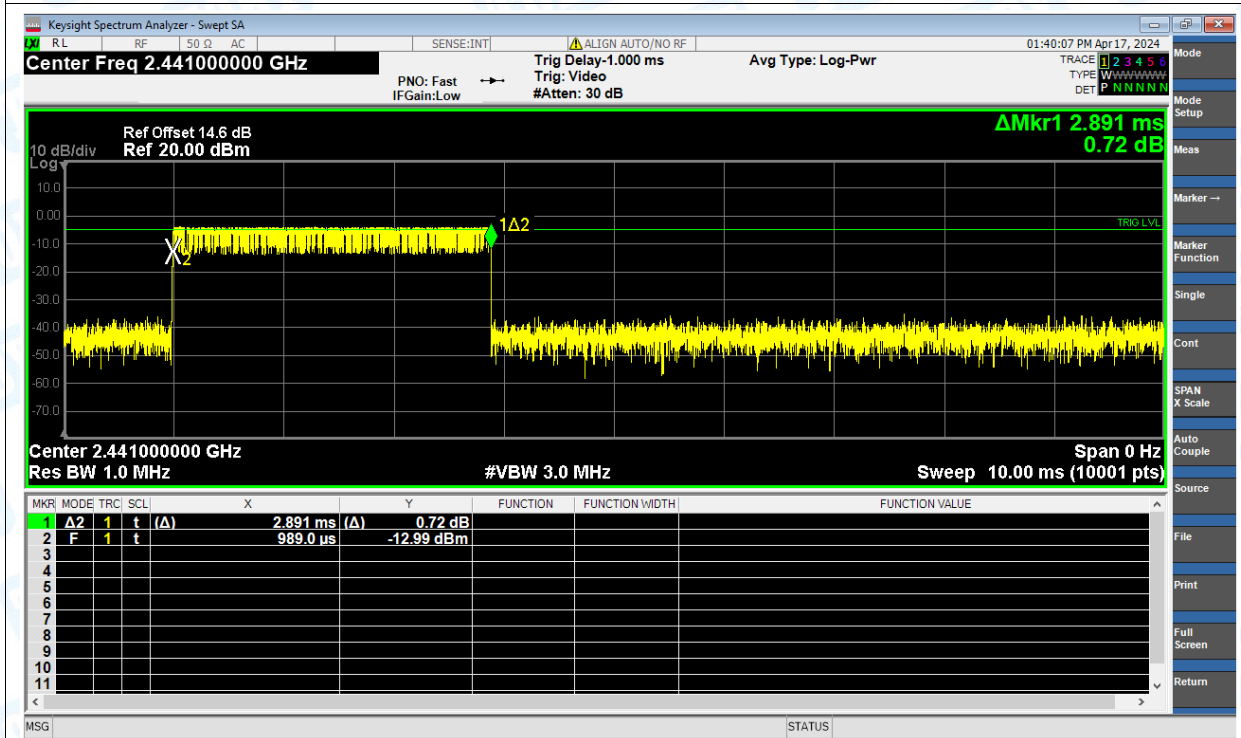 Keysight Spectrum Analyzer - Swept SA
LXI RL RF 50 Ω AC SENSE:INT ALIGN AUTO/NO RF 01:40:07 PM Apr 17, 2024
Center Freq 2.441000000 GHz
PNO: Fast
IFGain:Low
Trig Delay-1.000 ms
Trig: Video
#Atten: 30 dB
Avg Type: Log-Pwr
TRACE 1 2 3 4 5 6
TYPE WWWWWW
DET P N N N N N
ΔMkr1 2.891 ms
0.72 dB
Ref Offset 14.6 dB
10 dB/div Ref 20.00 dBm
Log
10.0
0.00
-10.0
-20.0
-30.0
-40.0
-50.0
-60.0
-70.0
1Δ2
2
TRIG LVL
Center 2.441000000 GHz Span 0 Hz
Res BW 1.0 MHz #VBW 3.0 MHz Sweep 10.00 ms (10001 pts)
MKR MODE TRC SCL X Y FUNCTION FUNCTION WIDTH FUNCTION VALUE
1 Δ2 1 t (Δ) 2.891 ms (Δ) 0.72 dB
2 F 1 t 989.0 µs -12.99 dBm
3
4
5
6
7
8
9
10
11
MSG STATUS
Mode
Mode
Setup
Meas
Marker →
Marker
Function
Single
Cont
SPAN
X Scale
Auto
Couple
Source
File
Print
Full
Screen
Return